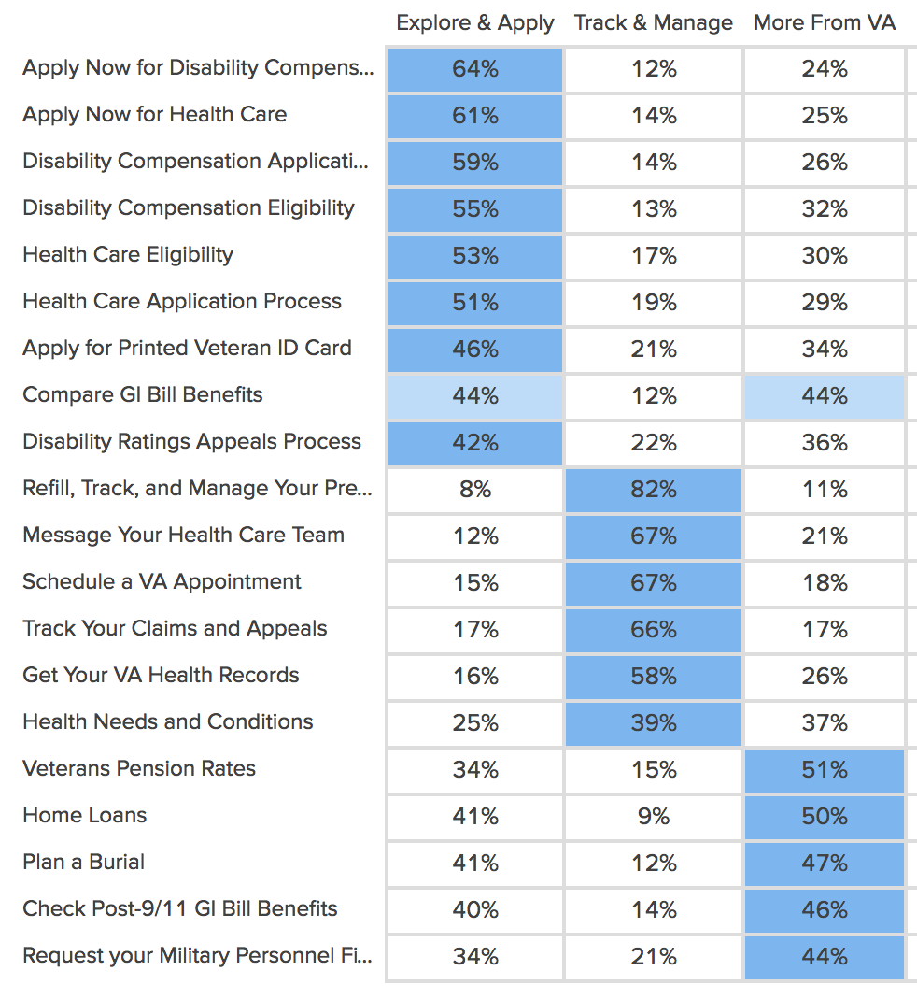 Explore & Apply Track & Manage More From VA
Apply Now for Disability Compens... 64% 12% 24%
Apply Now for Health Care 61% 14% 25%
Disability Compensation Applicati... 59% 14% 26%
Disability Compensation Eligibility 55% 13% 32%
Health Care Eligibility 53% 17% 30%
Health Care Application Process 51% 19% 29%
Apply for Printed Veteran ID Card 46% 21% 34%
Compare GI Bill Benefits 44% 12% 44%
Disability Ratings Appeals Process 42% 22% 36%
Refill, Track, and Manage Your Pre... 8% 82% 11%
Message Your Health Care Team 12% 67% 21%
Schedule a VA Appointment 15% 67% 18%
Track Your Claims and Appeals 17% 66% 17%
Get Your VA Health Records 16% 58% 26%
Health Needs and Conditions 25% 39% 37%
Veterans Pension Rates 34% 15% 51%
Home Loans 41% 9% 50%
Plan a Burial 41% 12% 47%
Check Post-9/11 GI Bill Benefits 40% 14% 46%
Request your Military Personnel Fi... 34% 21% 44%